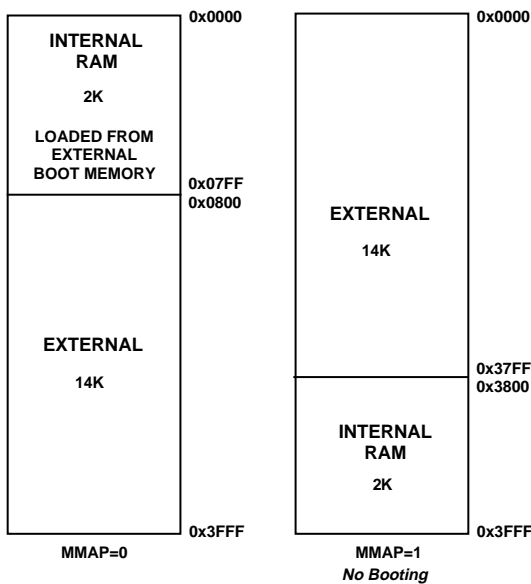 0x0000
INTERNAL
RAM
2K
LOADED FROM
EXTERNAL
BOOT MEMORY
0x07FF
0x0800
EXTERNAL
14K
0x3FFF
MMAP=0
0x0000
EXTERNAL
14K
0x37FF
0x3800
INTERNAL
RAM
2K
0x3FFF
MMAP=1
No Booting